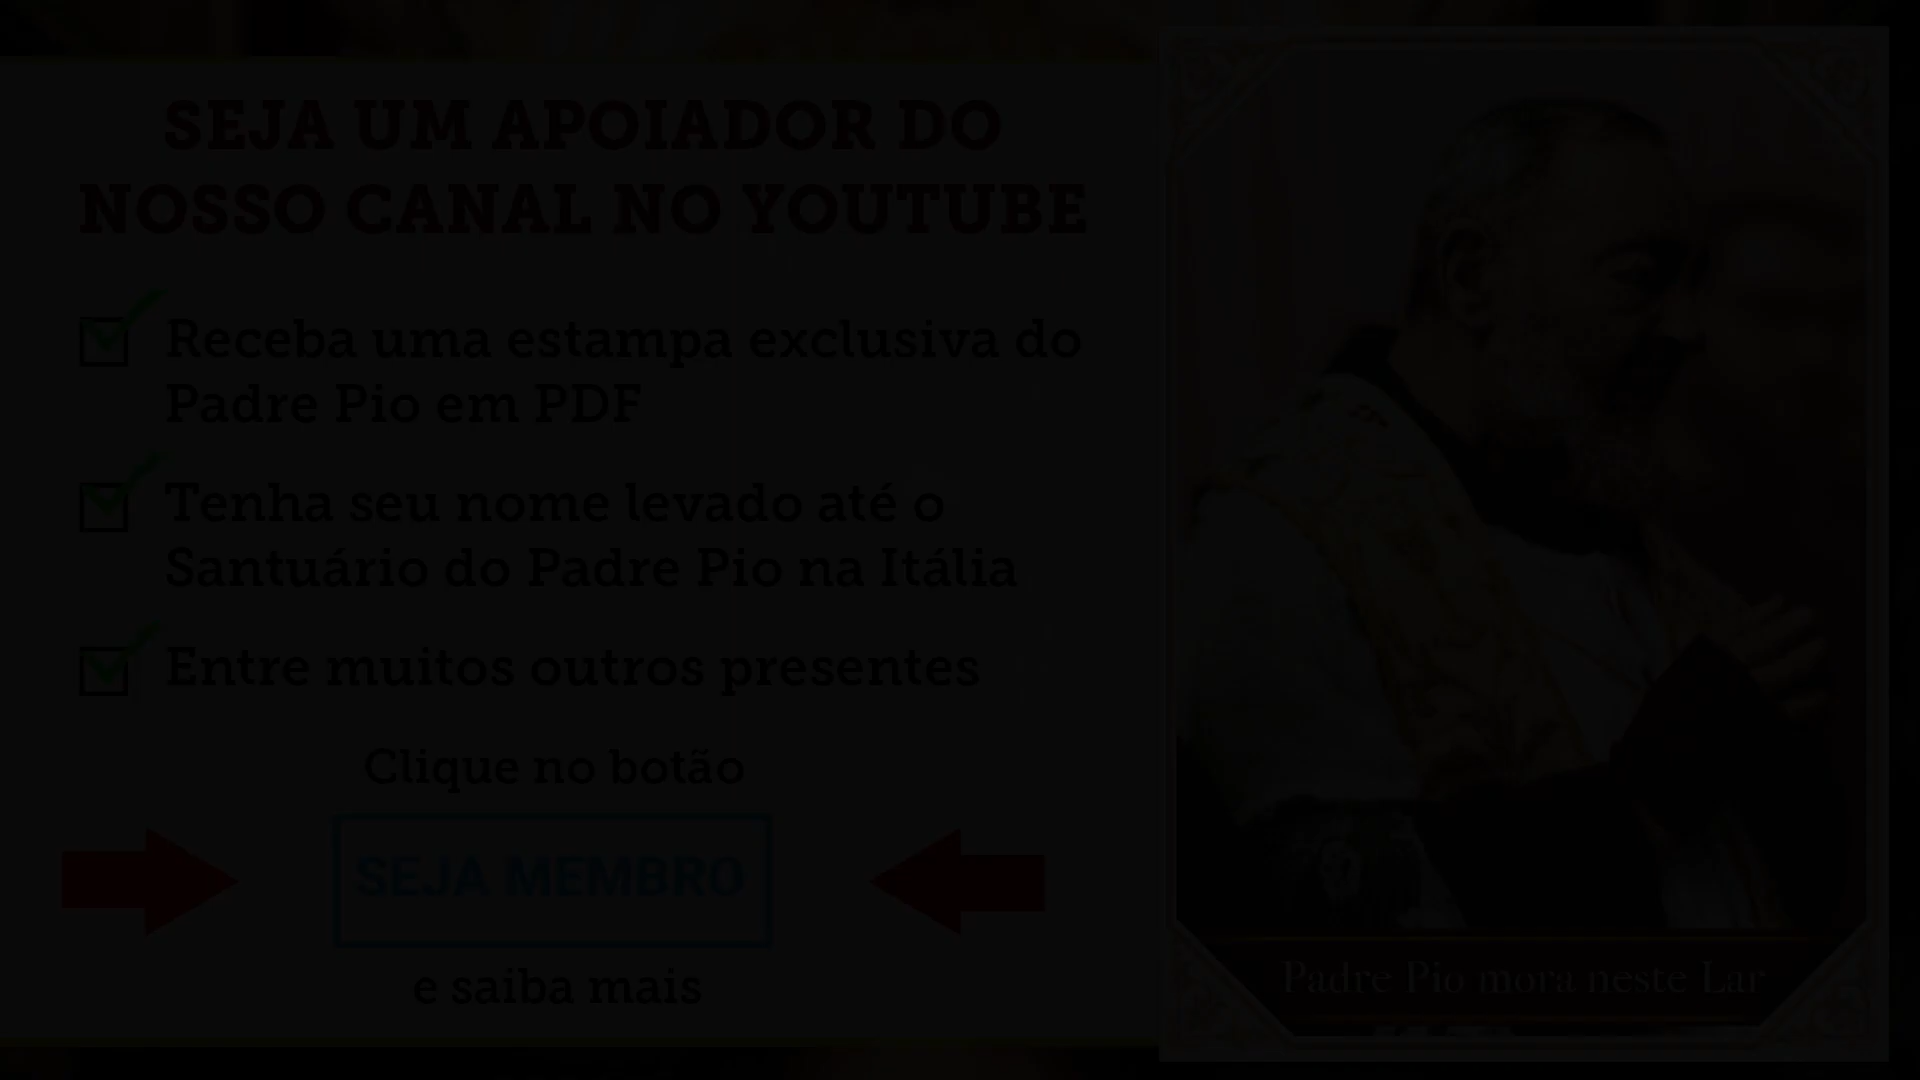 SEJA UM APOIADOR DO
NOSSO CANAL NO YOUTUBE
Receba uma estampa exclusiva do
Padre Pio em PDF
Tenha seu nome levado até o
Santuário do Padre Pio na Itália
Entre muitos outros presentes
Clique no botão
SEJA MEMBRO
e saiba mais
Padre Pio mora neste Lar